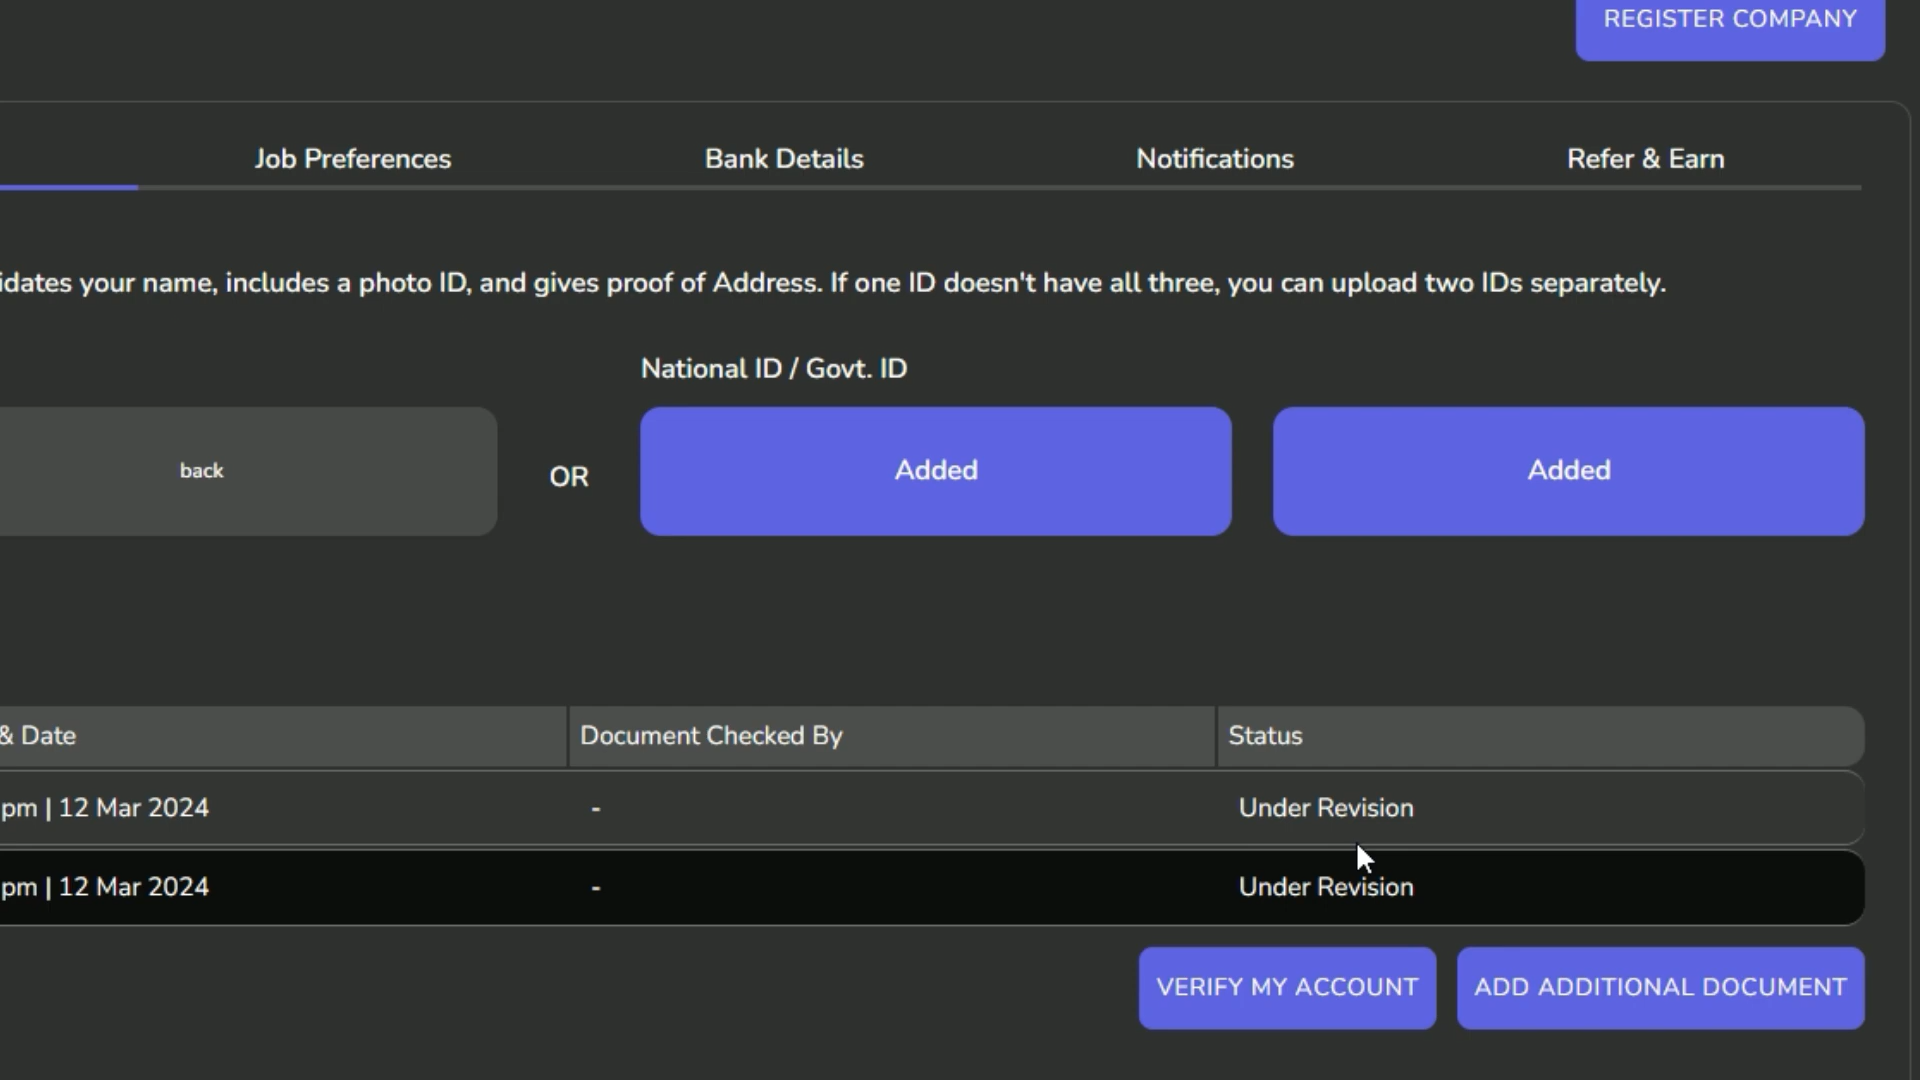 REGISTER COMPANY
Job Preferences Bank Details Notifications Refer & Earn
idates your name, includes a photo ID, and gives proof of Address. If one ID doesn't have all three, you can upload two IDs separately.
National ID / Govt. ID
back OR Added Added
& Date Document Checked By Status
pm | 12 Mar 2024 - Under Revision
pm | 12 Mar 2024 - Under Revision
VERIFY MY ACCOUNT ADD ADDITIONAL DOCUMENT